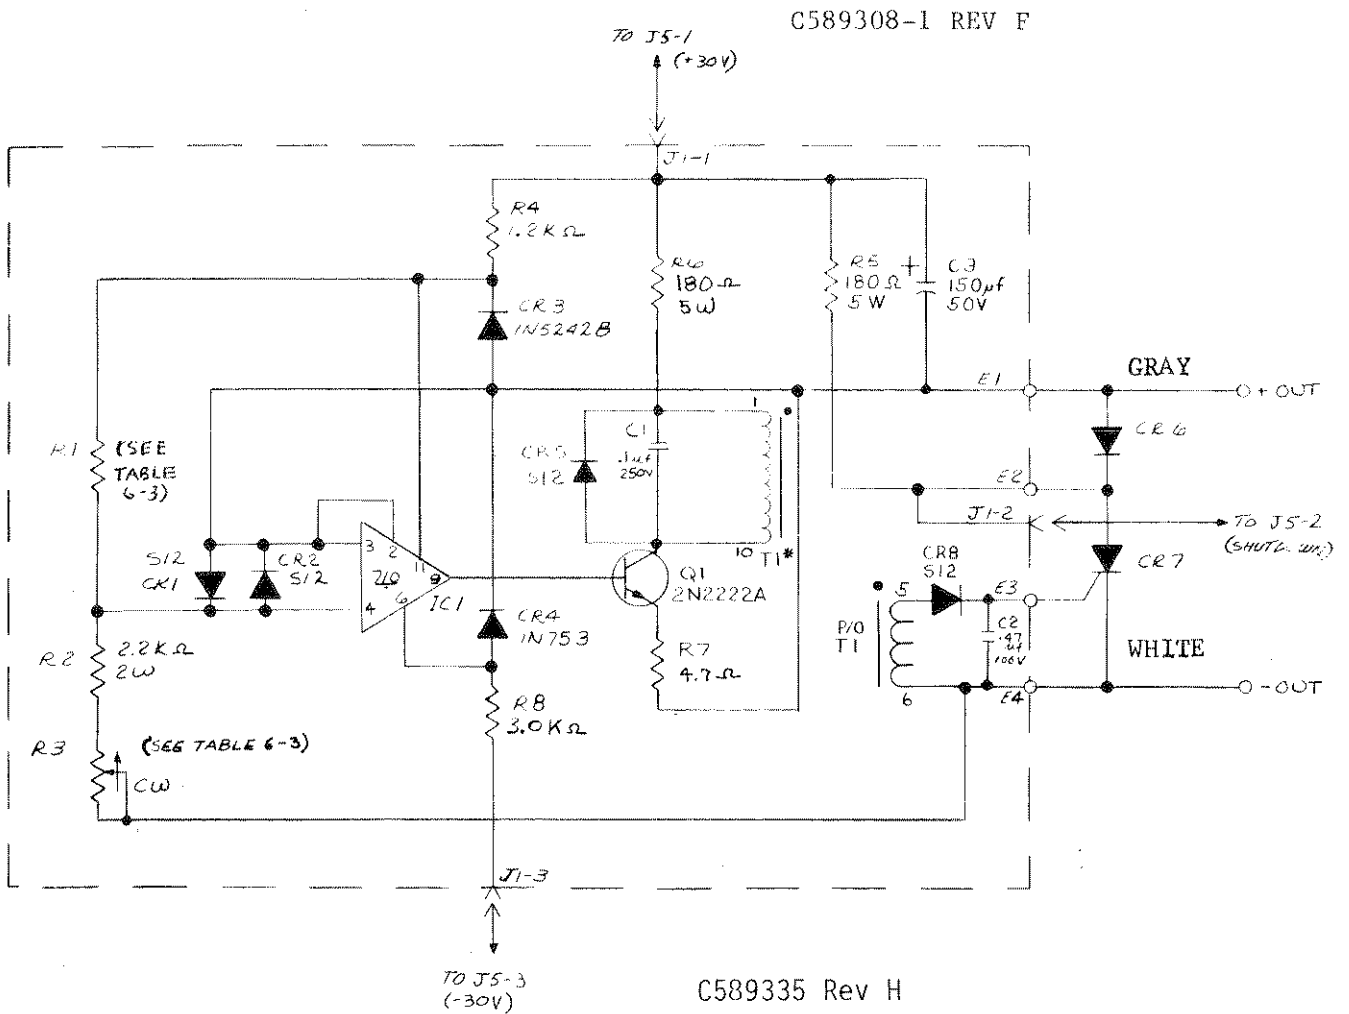 C589308-1 REV F
TO J5-1
(+30V)
J1-1
R4
1.2KΩ
R6
180Ω
5W
R5
180Ω
5W
+
C3
150µf
50V
CR3
1N5242B
E1
GRAY
+ OUT
R1
(SEE
TABLE
6-3)
CR5
S12
C1
.1µf
250V
1
10
T1*
CR6
E2
J1-2
TO J5-2
S12
CR1
CR2
S12
3
2
11
710
9
4
6
IC1
Q1
2N2222A
CR8
S12
CR7
E3
5
P/O
T1
C2
.47
µf
100V
CR4
1N753
R2
2.2KΩ
2W
R7
4.7Ω
WHITE
6
E4
- OUT
R8
3.0KΩ
R3
(SEE TABLE 6-3)
CW
J1-3
TO J5-3
(-30V)
C589335 Rev H